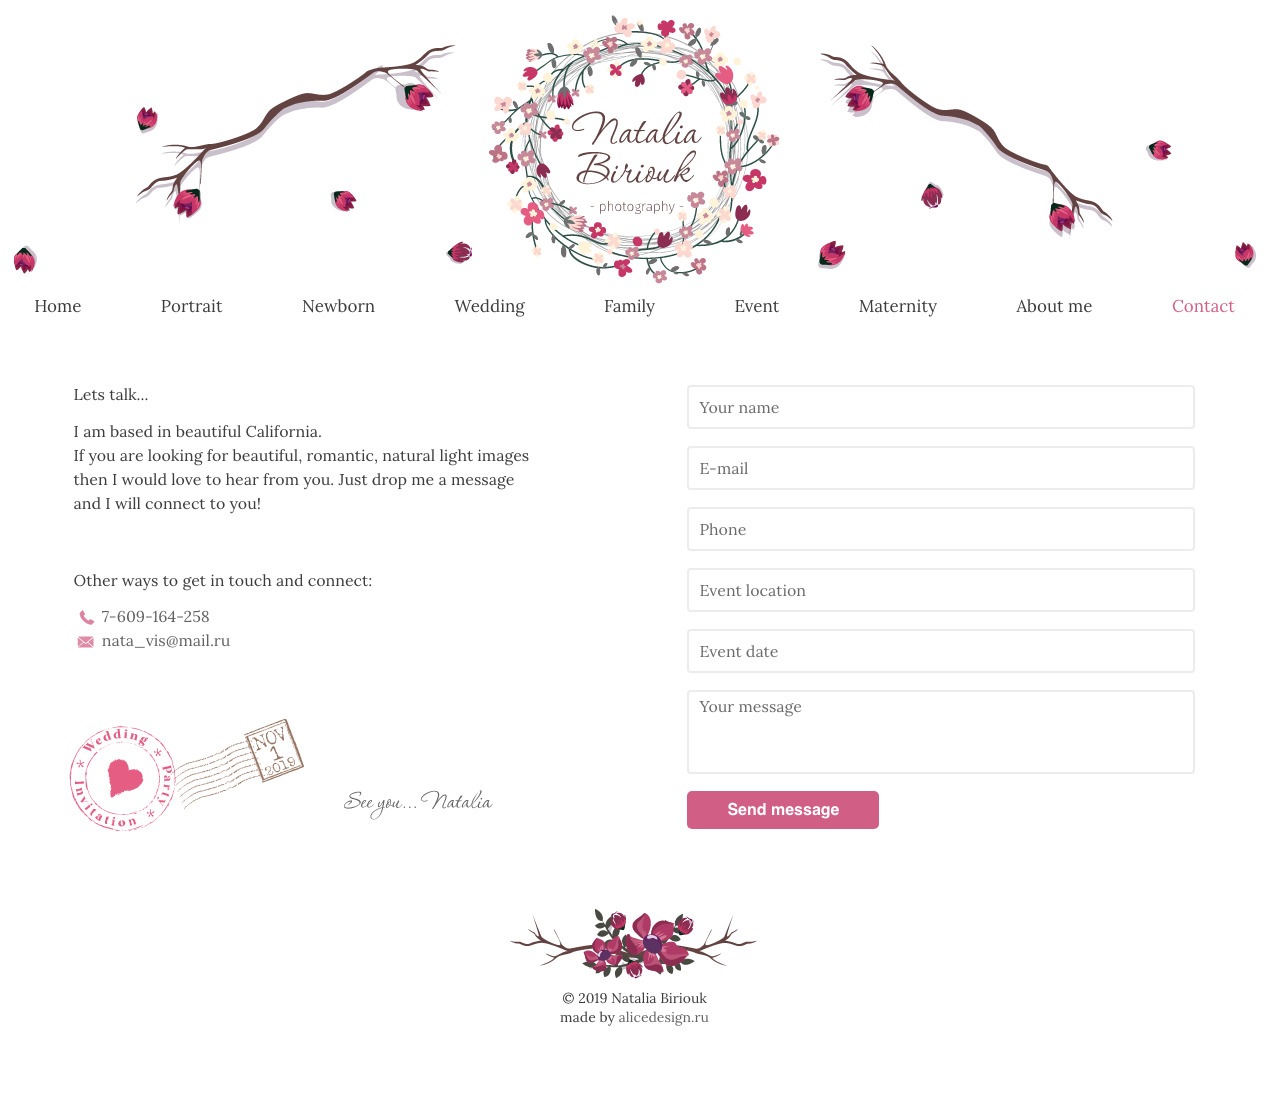 Natalia
Biriouk
- photography -
Home
Portrait
Newborn
Wedding
Family
Event
Maternity
About me
Contact
Lets talk...
I am based in beautiful California.
If you are looking for beautiful, romantic, natural light images
then I would love to hear from you. Just drop me a message
and I will connect to you!
Other ways to get in touch and connect:
7-609-164-258
nata_vis@mail.ru
* Wedding * Party * Invitation
NOV
1
2019
See you... Natalia
Your name
E-mail
Phone
Event location
Event date
Your message
Send message
© 2019 Natalia Biriouk
made by alicedesign.ru